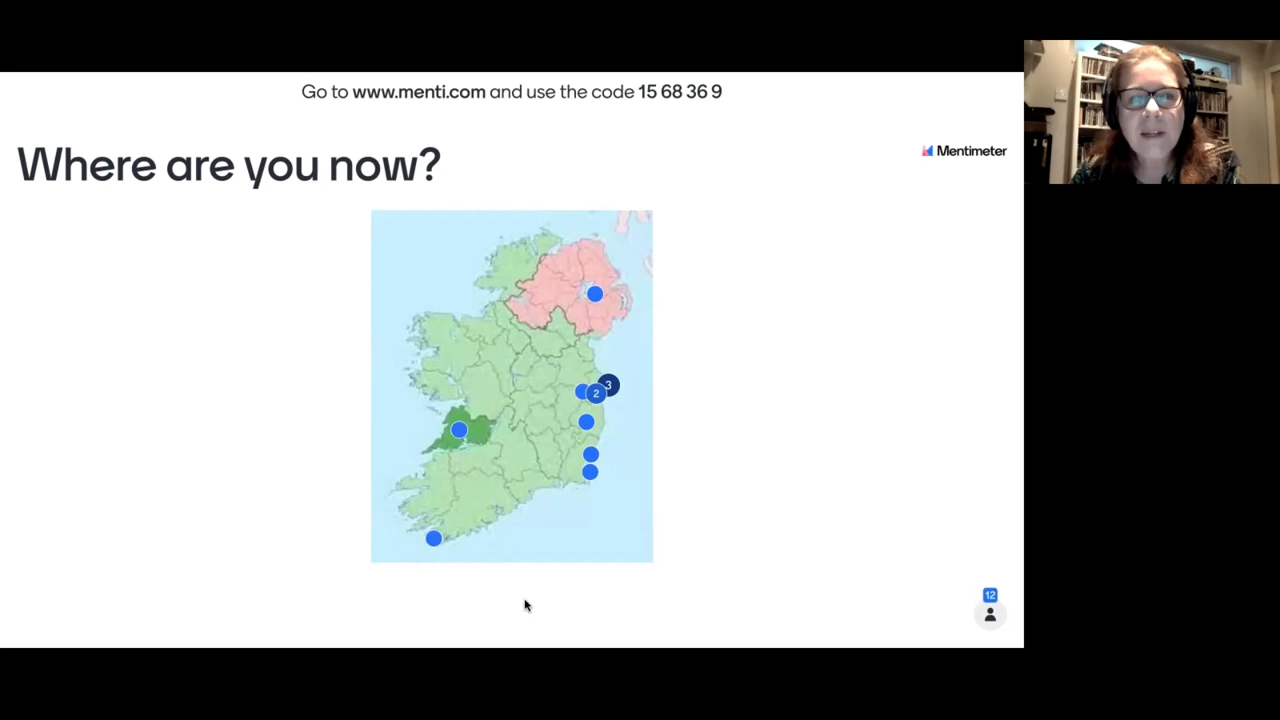 Go to www.menti.com and use the code 15 68 36 9
Where are you now?
Mentimeter
3
2
12